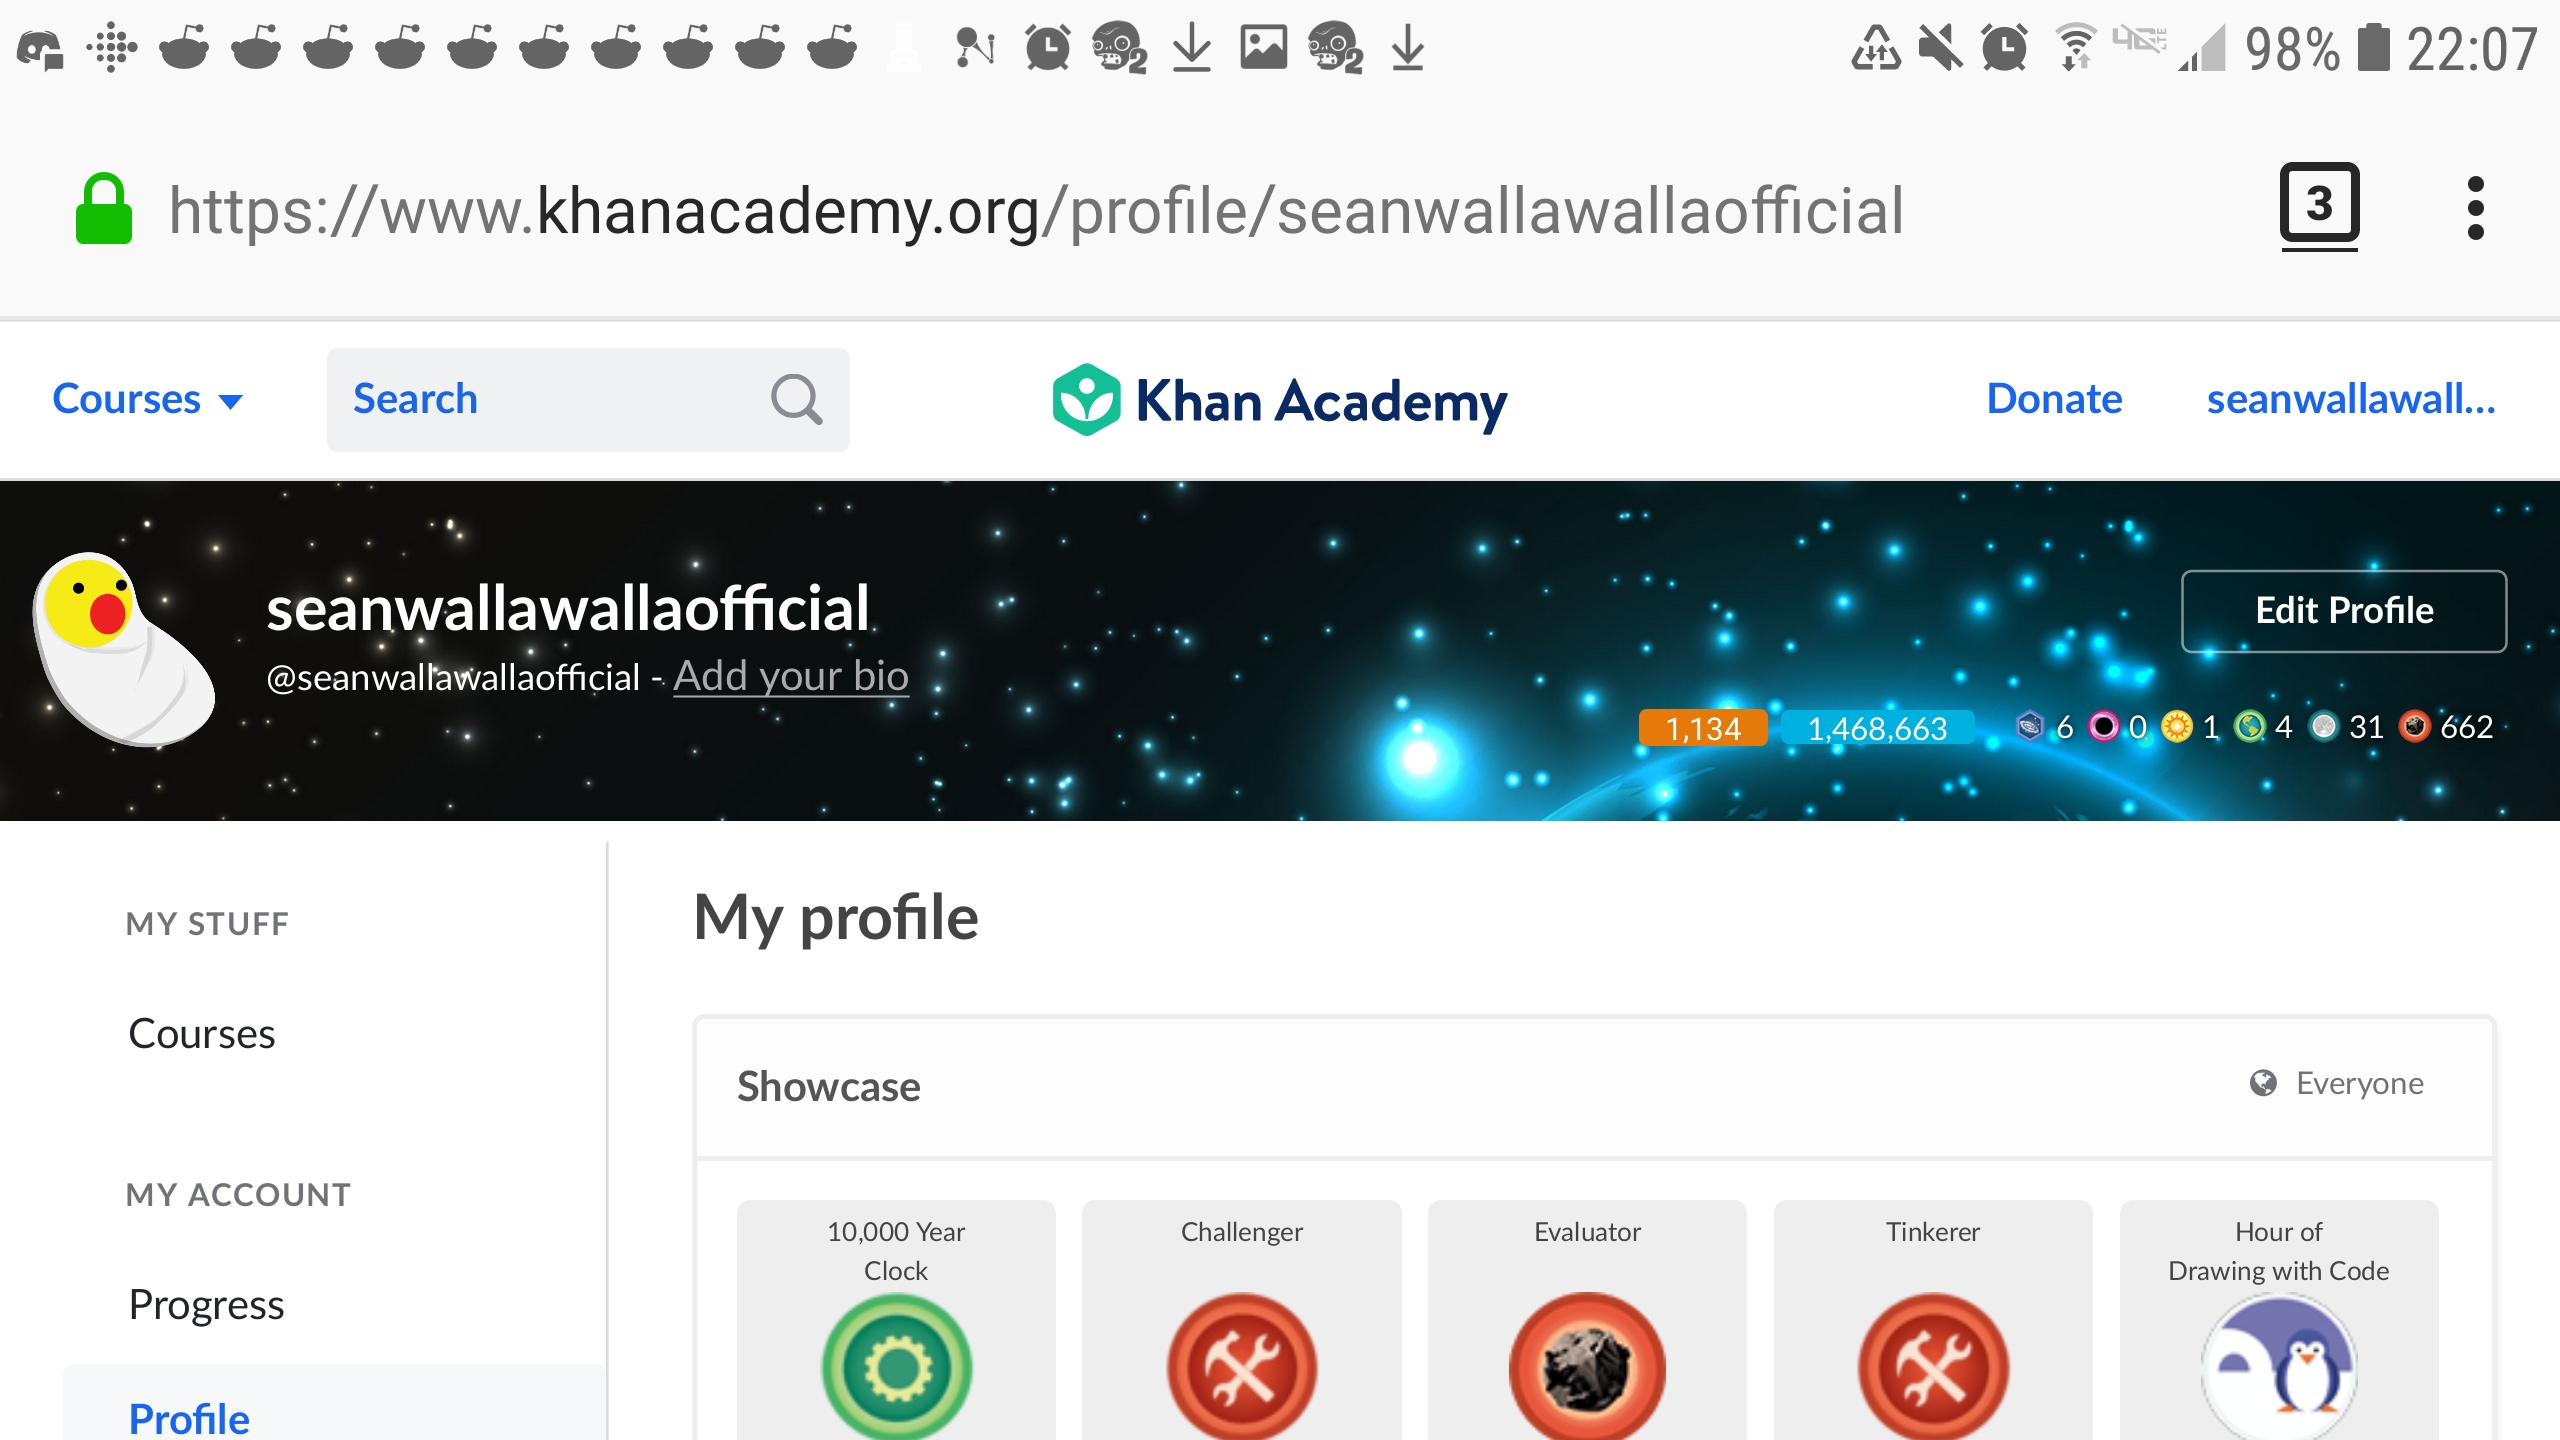 98% 22:07
https://www.khanacademy.org/profile/seanwallawallaofficial 3
Courses Search Khan Academy Donate seanwallawall...
seanwallawallaofficial
Edit Profile
@seanwallawallaofficial - Add your bio
1,134 1,468,663 6 0 1 4 31 662
MY STUFF
Courses
MY ACCOUNT
Progress
Profile
My profile
Showcase Everyone
10,000 Year
Clock
Challenger
Evaluator
Tinkerer
Hour of
Drawing with Code